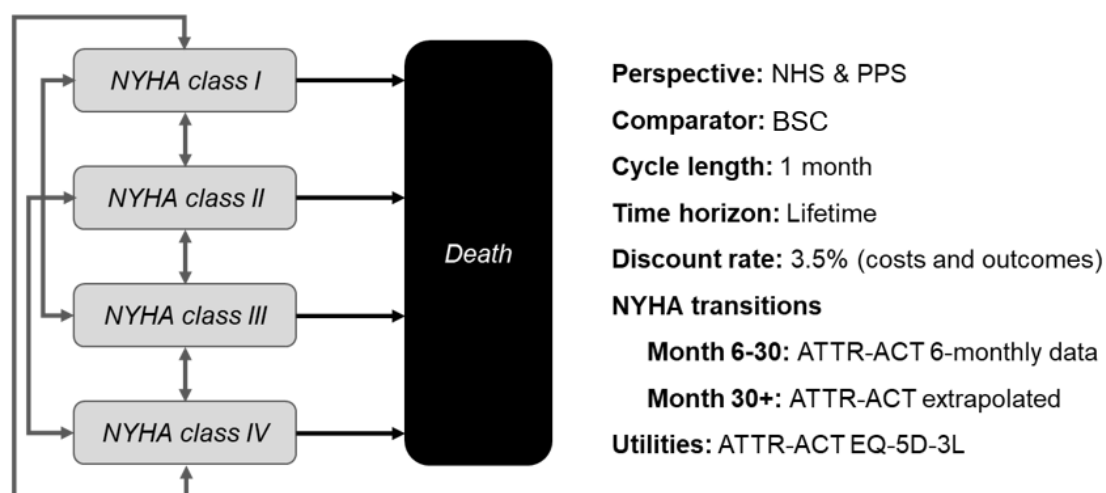 NYHA class I
NYHA class II
NYHA class III
NYHA class IV
Death
Perspective: NHS & PPS
Comparator: BSC
Cycle length: 1 month
Time horizon: Lifetime
Discount rate: 3.5% (costs and outcomes)
NYHA transitions
Month 6-30: ATTR-ACT 6-monthly data
Month 30+: ATTR-ACT extrapolated
Utilities: ATTR-ACT EQ-5D-3L